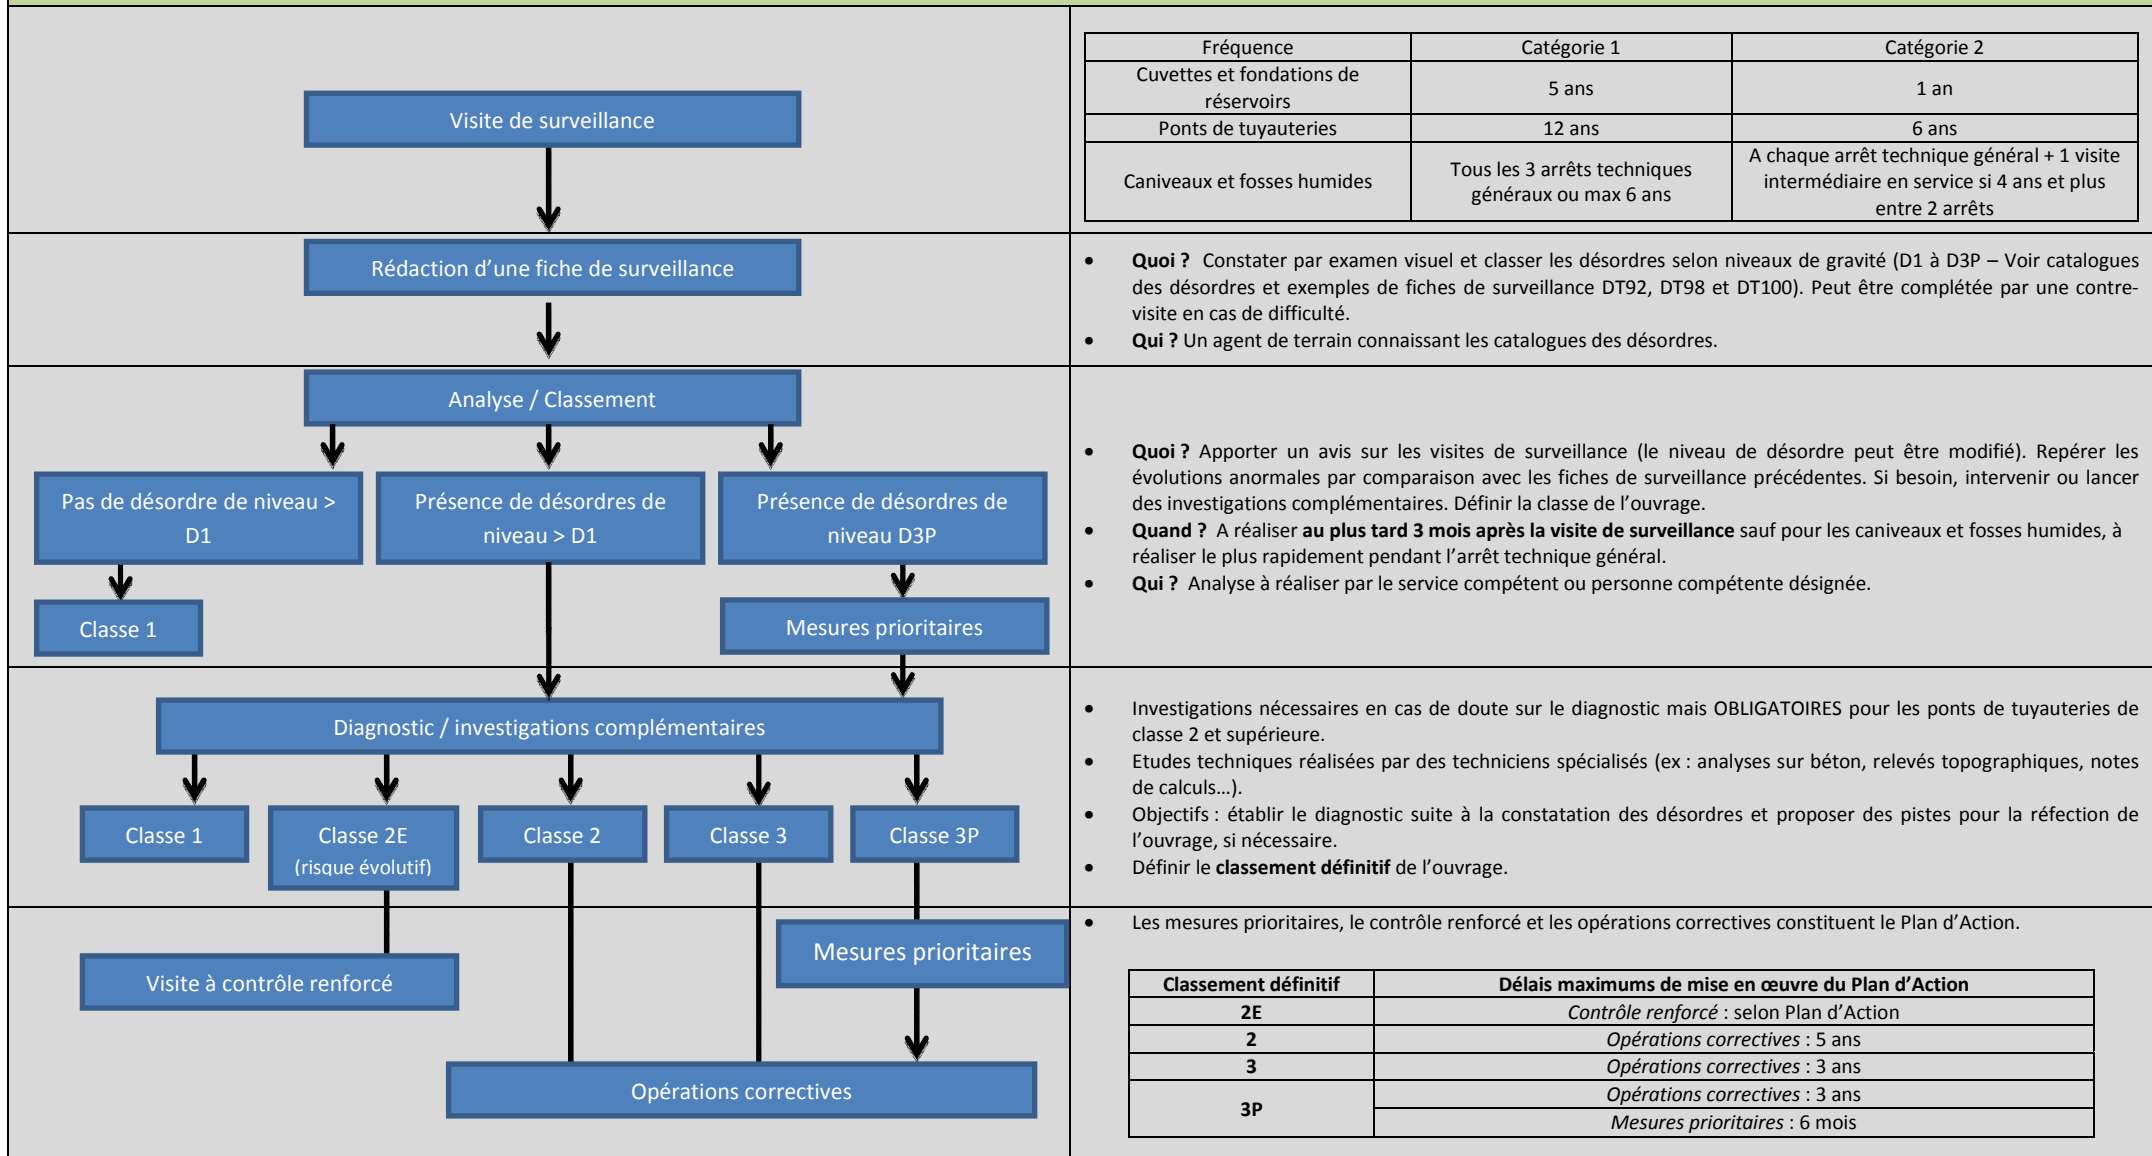 Visite de surveillance
Fréquence Catégorie 1 Catégorie 2
Cuvettes et fondations de
réservoirs
5 ans
1 an
Ponts de tuyauteries 12 ans 6 ans
Caniveaux et fosses humides
Tous les 3 arrêts techniques
généraux ou max 6 ans
A chaque arrêt technique général + 1 visite
intermédiaire en service si 4 ans et plus
entre 2 arrêts
Rédaction d’une fiche de surveillance
• Quoi ? Constater par examen visuel et classer les désordres selon niveaux de gravité (D1 à D3P – Voir catalogues
des désordres et exemples de fiches de surveillance DT92, DT98 et DT100). Peut être complétée par une contre-
visite en cas de difficulté.
• Qui ? Un agent de terrain connaissant les catalogues des désordres.
Analyse / Classement
Pas de désordre de niveau >
D1
Présence de désordres de
niveau > D1
Présence de désordres de
niveau D3P
Classe 1
Mesures prioritaires
• Quoi ? Apporter un avis sur les visites de surveillance (le niveau de désordre peut être modifié). Repérer les
évolutions anormales par comparaison avec les fiches de surveillance précédentes. Si besoin, intervenir ou lancer
des investigations complémentaires. Définir la classe de l’ouvrage.
• Quand ? A réaliser au plus tard 3 mois après la visite de surveillance sauf pour les caniveaux et fosses humides, à
réaliser le plus rapidement pendant l’arrêt technique général.
• Qui ? Analyse à réaliser par le service compétent ou personne compétente désignée.
Diagnostic / investigations complémentaires
Classe 1
Classe 2E
(risque évolutif)
Classe 2
Classe 3
Classe 3P
• Investigations nécessaires en cas de doute sur le diagnostic mais OBLIGATOIRES pour les ponts de tuyauteries de
classe 2 et supérieure.
• Etudes techniques réalisées par des techniciens spécialisés (ex : analyses sur béton, relevés topographiques, notes
de calculs…).
• Objectifs : établir le diagnostic suite à la constatation des désordres et proposer des pistes pour la réfection de
l’ouvrage, si nécessaire.
• Définir le classement définitif de l’ouvrage.
Visite à contrôle renforcé
Mesures prioritaires
Opérations correctives
• Les mesures prioritaires, le contrôle renforcé et les opérations correctives constituent le Plan d’Action.
Classement définitif Délais maximums de mise en œuvre du Plan d’Action
2E Contrôle renforcé : selon Plan d’Action
2 Opérations correctives : 5 ans
3 Opérations correctives : 3 ans
3P
Opérations correctives : 3 ans
Mesures prioritaires : 6 mois